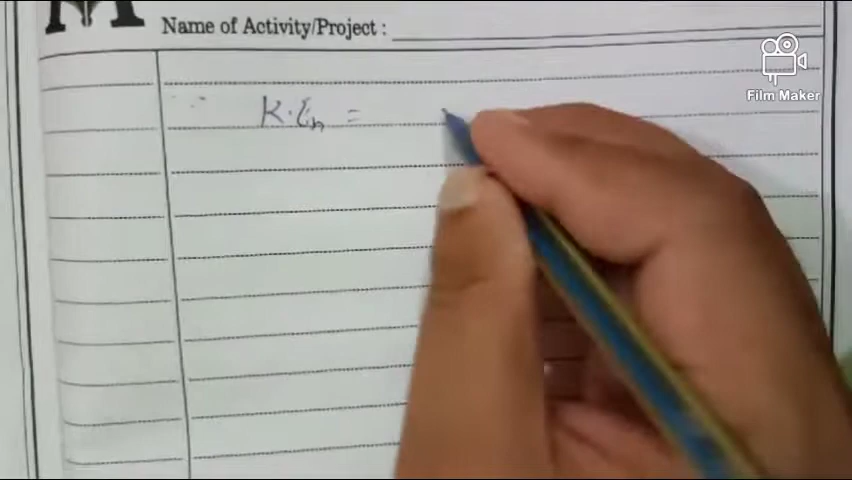 Name of Activity/Project :
Film Maker
∵ K.Eₙ =